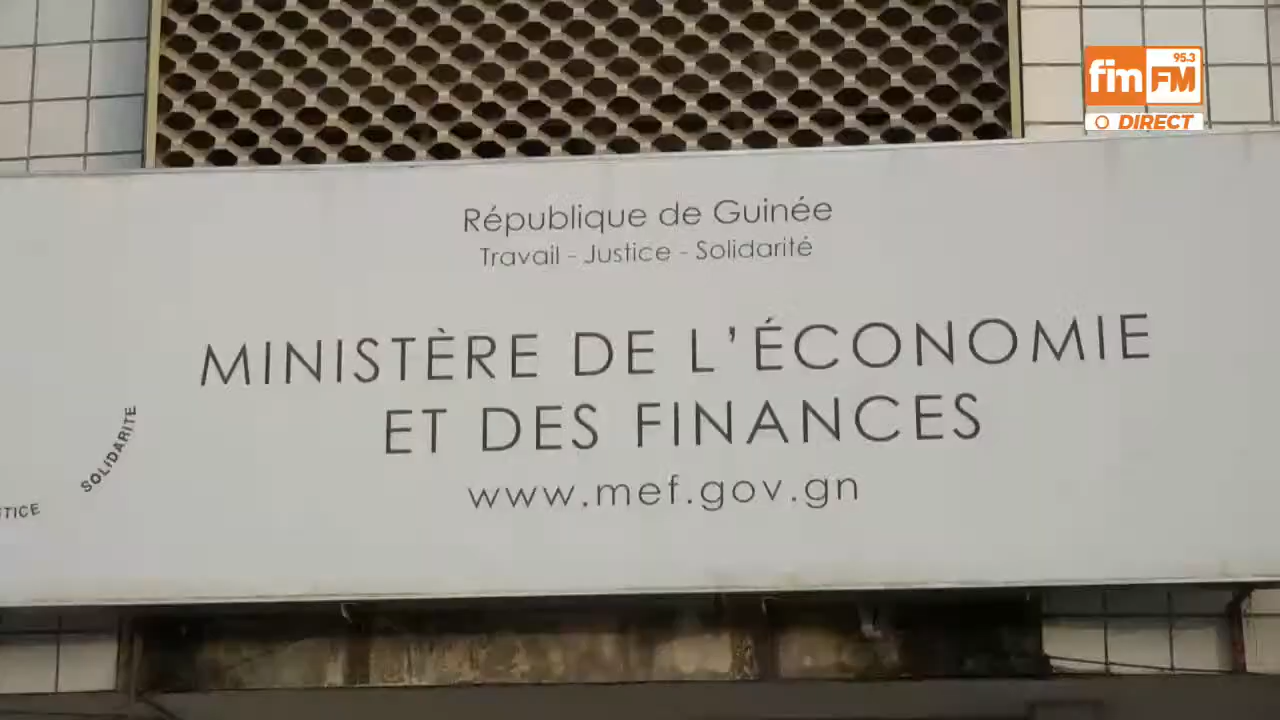 fim FM 95.3
DIRECT
République de Guinée
Travail - Justice - Solidarité
MINISTÈRE DE L'ÉCONOMIE
ET DES FINANCES
www.mef.gov.gn
SOLIDARITE
TICE